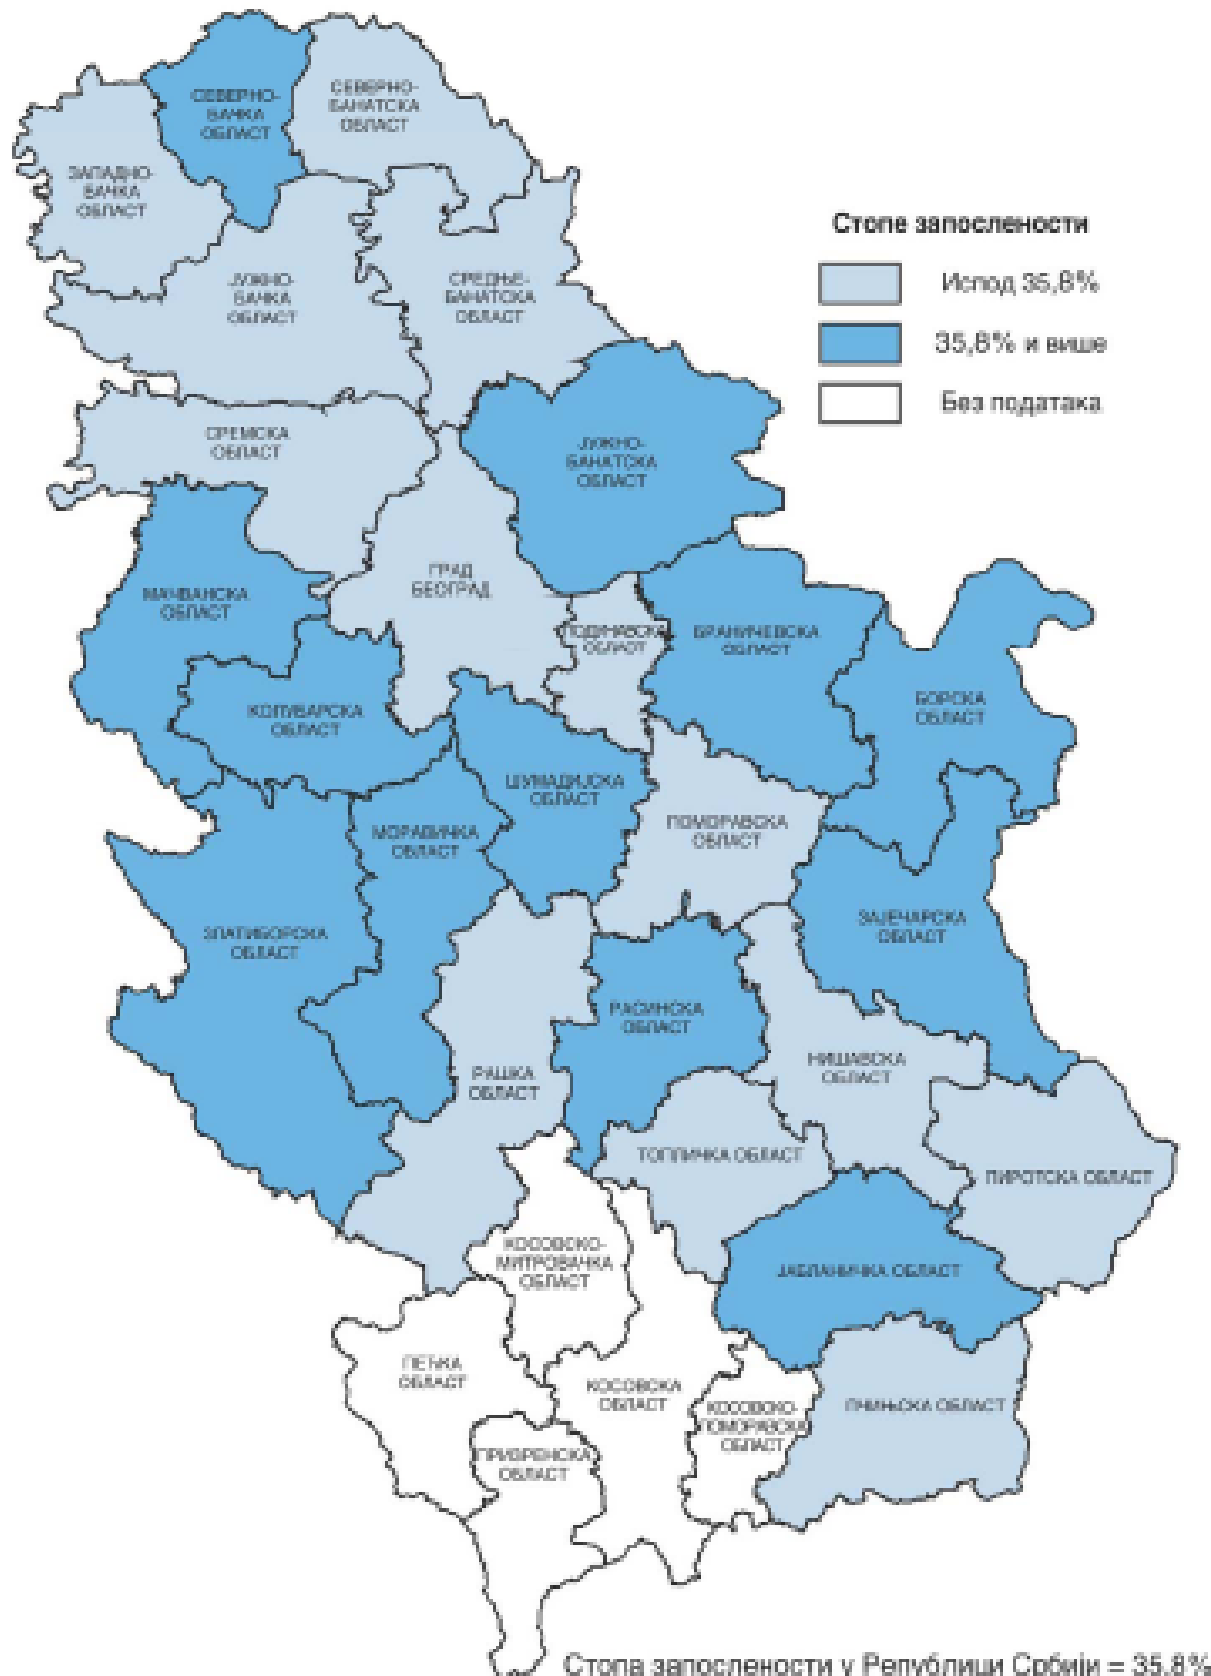 СЕВЕРНО-
БАЧКА
ОБЛАСТ
СЕВЕРНО-
БАНАТСКА
ОБЛАСТ
ЗАПАДНО-
БАЧКА
ОБЛАСТ
ЈУЖНО-
БАЧКА
ОБЛАСТ
СРЕДЊЕ-
БАНАТСКА
ОБЛАСТ
Стопе запослености
Испод 35,8%
35,8% и више
Без података
СРЕМСКА
ОБЛАСТ
ЈУЖНО-
БАНАТСКА
ОБЛАСТ
МАЧВАНСКА
ОБЛАСТ
ГРАД
БЕОГРАД
ПОДУНАВСКА
ОБЛАСТ
БРАНИЧЕВСКА
ОБЛАСТ
БОРСКА
ОБЛАСТ
КОЛУБАРСКА
ОБЛАСТ
ШУМАДИЈСКА
ОБЛАСТ
МОРАВИЧКА
ОБЛАСТ
ПОМОРАВСКА
ОБЛАСТ
ЗЛАТИБОРСКА
ОБЛАСТ
ЗАЈЕЧАРСКА
ОБЛАСТ
РАСИНСКА
ОБЛАСТ
РАШКА
ОБЛАСТ
НИШАВСКА
ОБЛАСТ
ТОПЛИЧКА ОБЛАСТ
ПИРОТСКА ОБЛАСТ
КОСОВСКО-
МИТРОВАЧКА
ОБЛАСТ
ЈАБЛАНИЧКА ОБЛАСТ
ПЕЋКА
ОБЛАСТ
КОСОВСКА
ОБЛАСТ
КОСОВСКО-
ПОМОРАВСКА
ОБЛАСТ
ПЧИЊСКА ОБЛАСТ
ПРИЗРЕНСКА
ОБЛАСТ
Стопа запослености у Републици Србији = 35,8%